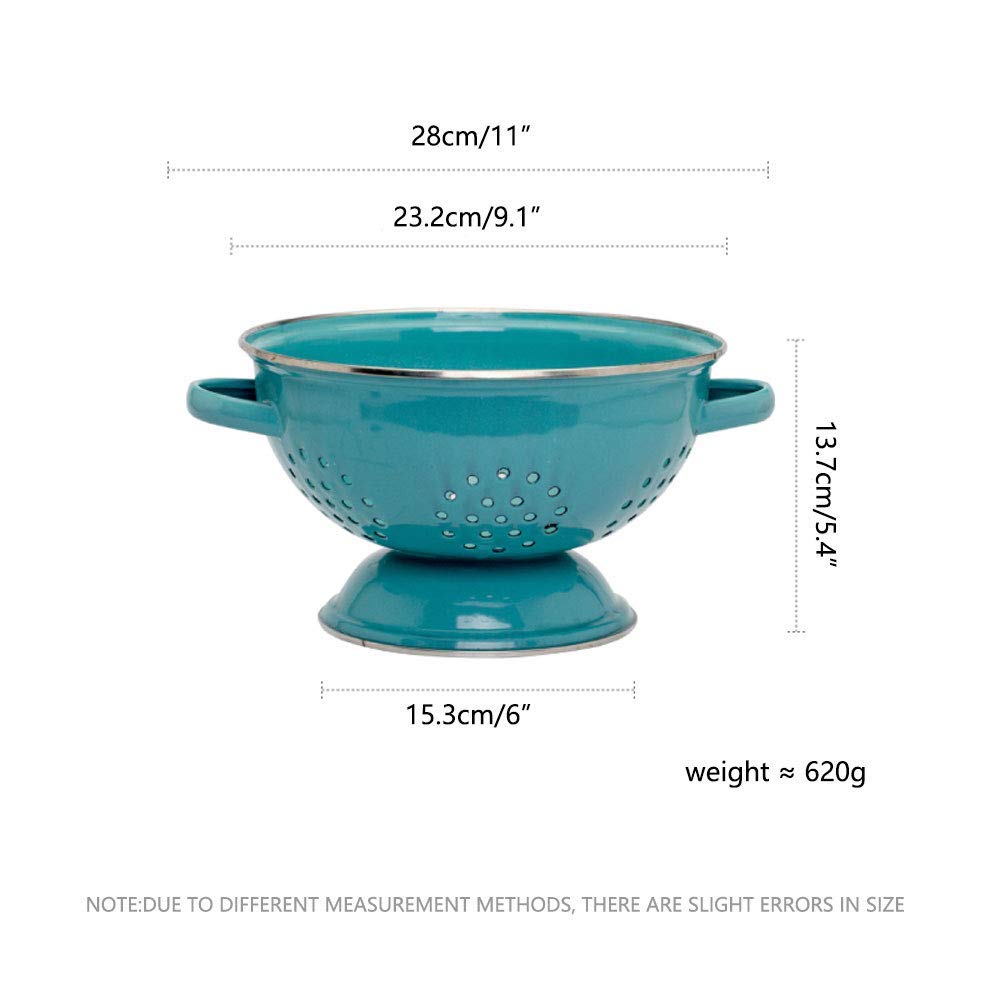 28cm/11″
23.2cm/9.1″
13.7cm/5.4″
15.3cm/6″
weight ≈ 620g
NOTE:DUE TO DIFFERENT MEASUREMENT METHODS, THERE ARE SLIGHT ERRORS IN SIZE